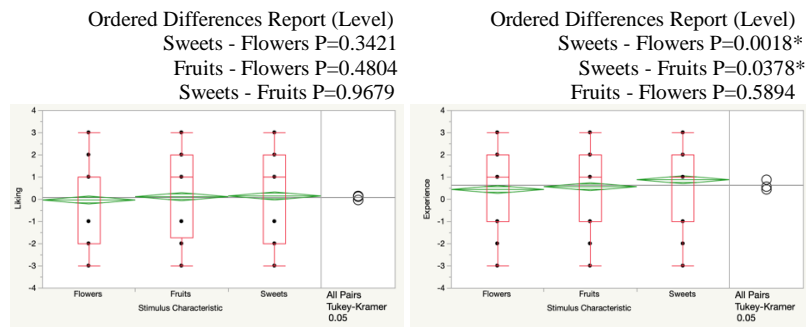 Ordered Differences Report (Level)
Sweets - Flowers P=0.3421
Fruits - Flowers P=0.4804
Sweets - Fruits P=0.9679
4
3
2
1
0
-1
-2
-3
-4
Liking
Flowers
Fruits
Sweets
Stimulus Characteristic
All Pairs
Tukey-Kramer
0.05
Ordered Differences Report (Level)
Sweets - Flowers P=0.0018*
Sweets - Fruits P=0.0378*
Fruits - Flowers P=0.5894
4
3
2
1
0
-1
-2
-3
-4
Experience
Flowers
Fruits
Sweets
Stimulus Characteristic
All Pairs
Tukey-Kramer
0.05